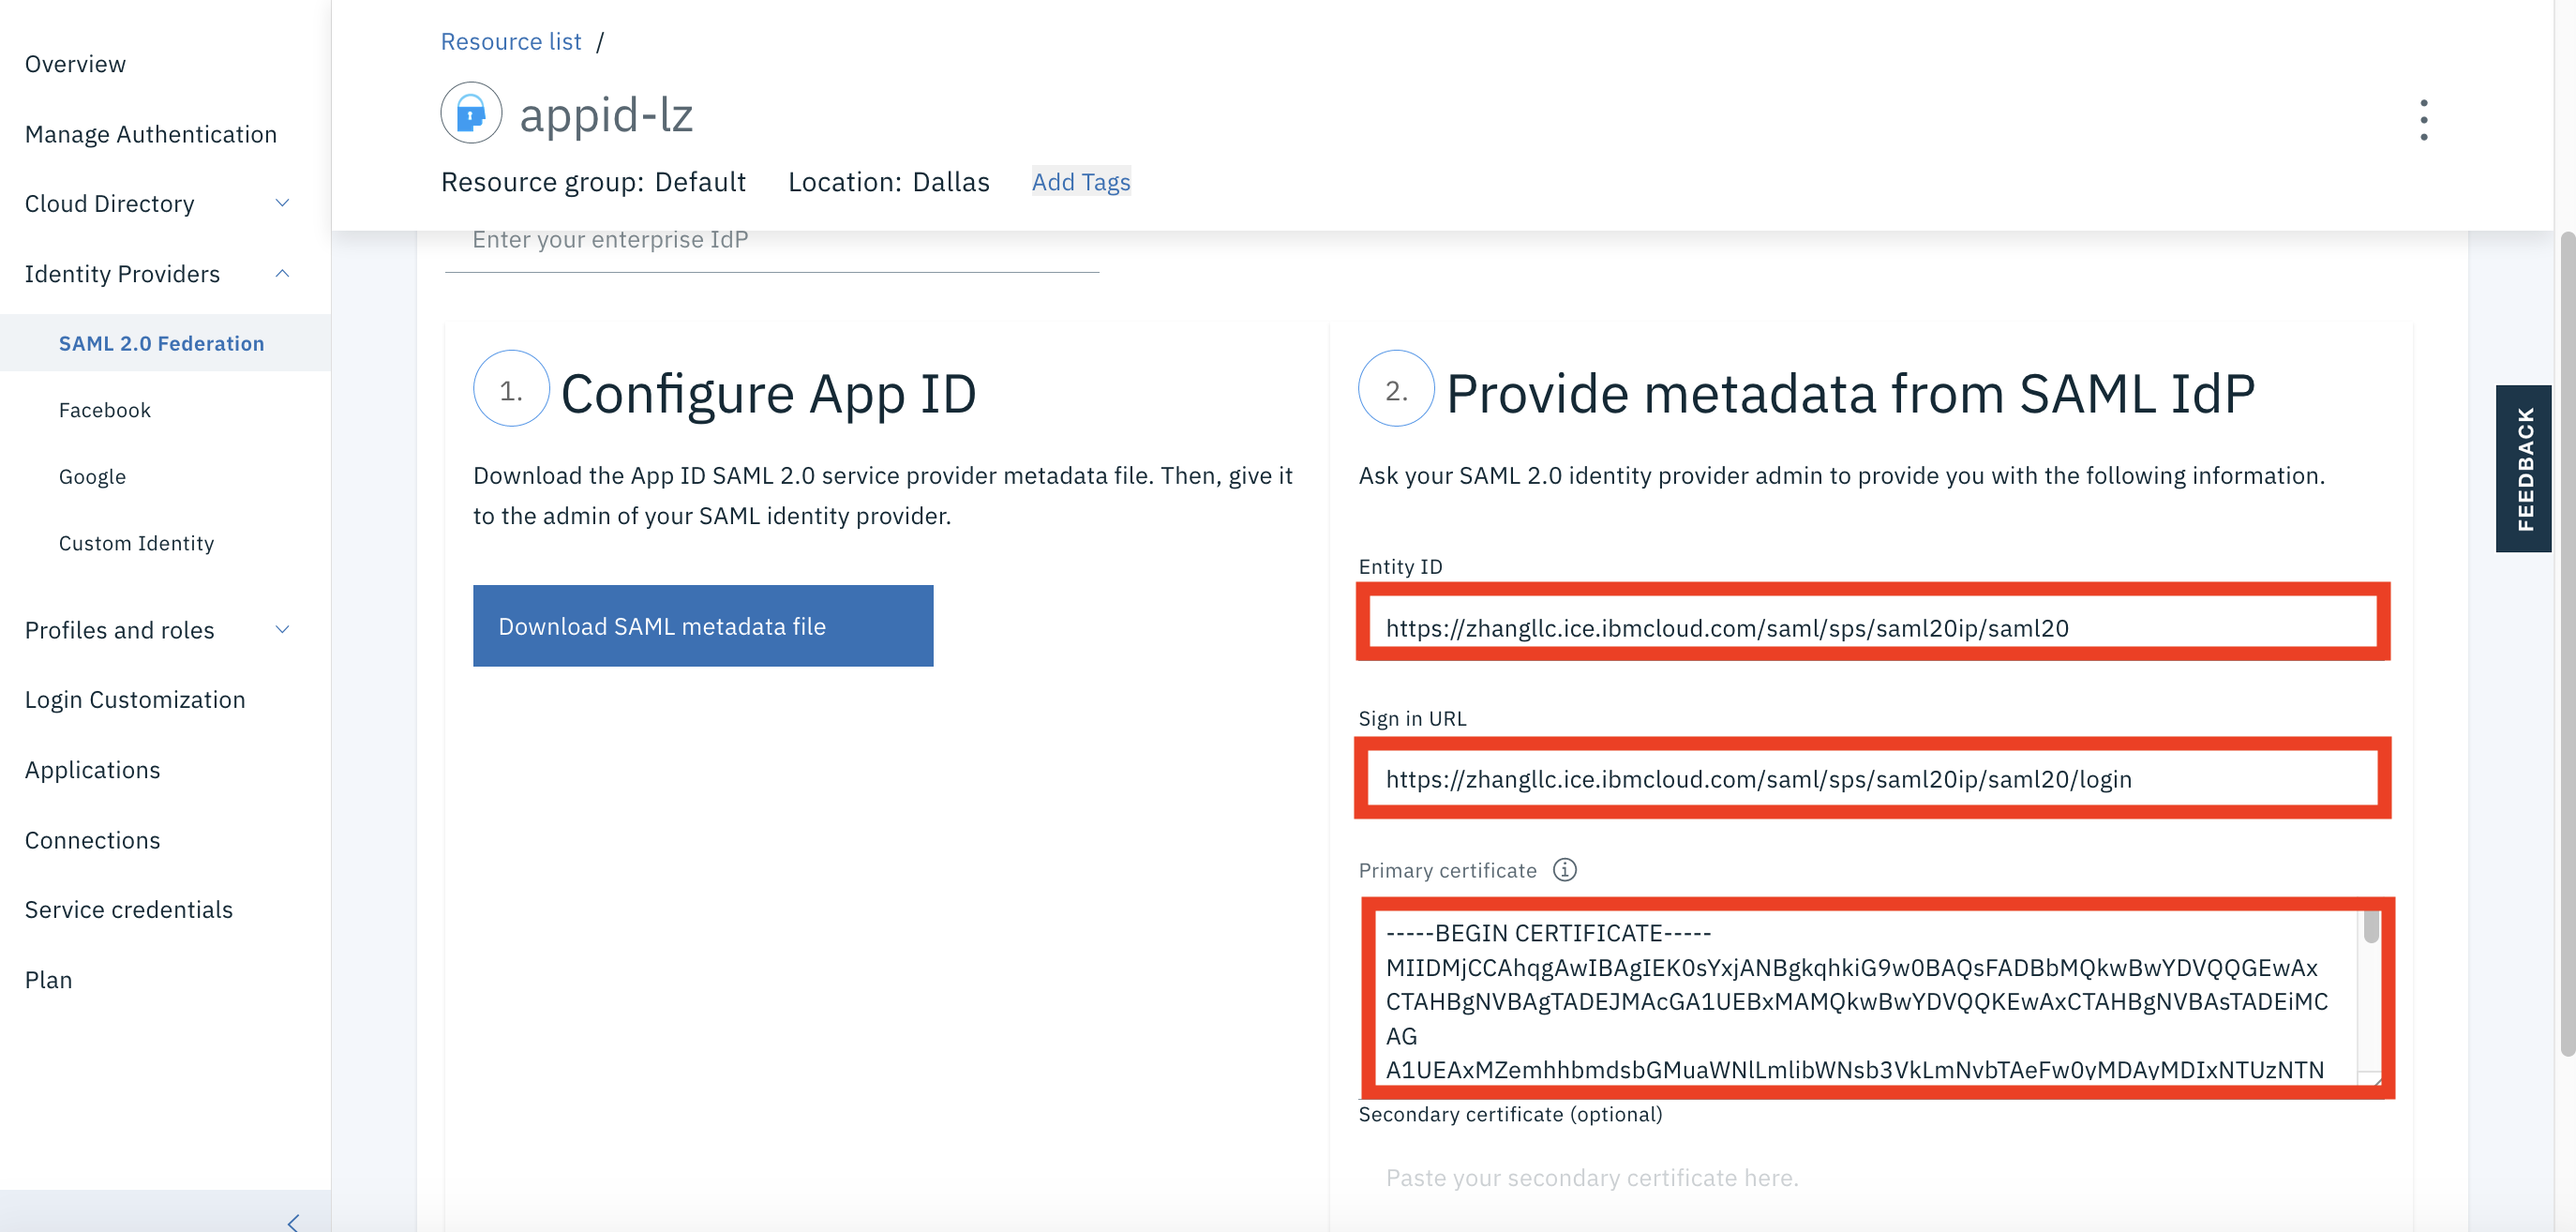 Overview
Manage Authentication
Cloud Directory
Identity Providers
SAML 2.0 Federation
Facebook
Google
Custom Identity
Profiles and roles
Login Customization
Applications
Connections
Service credentials
Plan
Resource list /
appid-lz
Resource group: Default Location: Dallas Add Tags
Enter your enterprise IdP
1. Configure App ID
Download the App ID SAML 2.0 service provider metadata file. Then, give it
to the admin of your SAML identity provider.
Download SAML metadata file
2. Provide metadata from SAML IdP
Ask your SAML 2.0 identity provider admin to provide you with the following information.
Entity ID
https://zhangllc.ice.ibmcloud.com/saml/sps/saml20ip/saml20
Sign in URL
https://zhangllc.ice.ibmcloud.com/saml/sps/saml20ip/saml20/login
Primary certificate
-----BEGIN CERTIFICATE-----
MIIDMjCCAhqgAwIBAgIEK0sYxjANBgkqhkiG9w0BAQsFADBbMQkwBwYDVQQGEwAx
CTAHBgNVBAgTADEJMAcGA1UEBxMAMQkwBwYDVQQKEwAxCTAHBgNVBAsTADEiMC
AG
A1UEAxMZemhhbmdsbGMuaWNlLmlibWNsb3VkLmNvbTAeFw0yMDAyMDIxNTUzNTN
Secondary certificate (optional)
Paste your secondary certificate here.
FEEDBACK